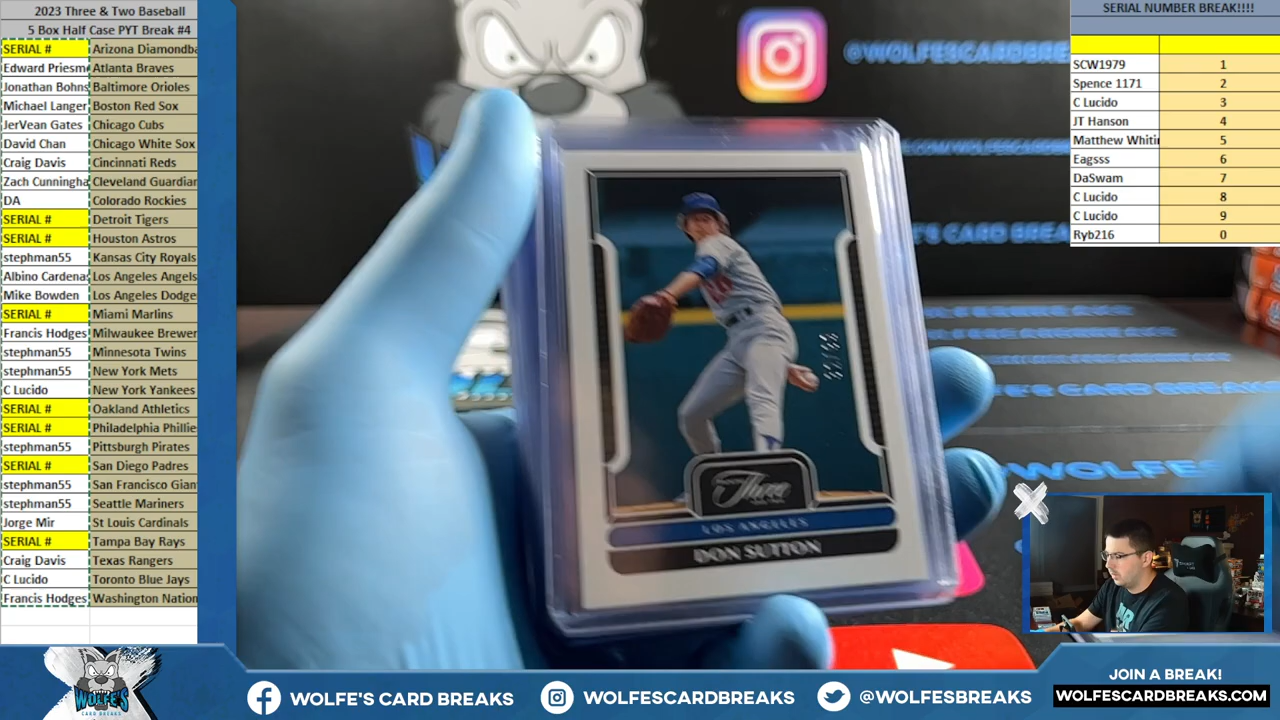 2023 Three & Two Baseball
5 Box Half Case PYT Break #4
SERIAL # Arizona Diamondba
Edward Priesm Atlanta Braves
Jonathan Bohns Baltimore Orioles
Michael Langer Boston Red Sox
JerVean Gates Chicago Cubs
David Chan Chicago White Sox
Craig Davis Cincinnati Reds
Zach Cunningha Cleveland Guardian
DA Colorado Rockies
SERIAL # Detroit Tigers
SERIAL # Houston Astros
stephman55 Kansas City Royals
Albino Cardena Los Angeles Angels
Mike Bowden Los Angeles Dodge
SERIAL # Miami Marlins
Francis Hodges Milwaukee Brewer
stephman55 Minnesota Twins
stephman55 New York Mets
C Lucido New York Yankees
SERIAL # Oakland Athletics
SERIAL # Philadelphia Phillie
stephman55 Pittsburgh Pirates
SERIAL # San Diego Padres
stephman55 San Francisco Gian
stephman55 Seattle Mariners
Jorge Mir St Louis Cardinals
SERIAL # Tampa Bay Rays
Craig Davis Texas Rangers
C Lucido Toronto Blue Jays
Francis Hodges Washington Nation
SERIAL NUMBER BREAK!!!!
SCW1979 1
Spence 1171 2
C Lucido 3
JT Hanson 4
Matthew Whitin 5
Eagsss 6
DaSwam 7
C Lucido 8
C Lucido 9
Ryb216 0
@WOLFESCARDBREAKS
Three
LOS ANGELES
DON SUTTON
WOLFE'S
CARD BREAKS
WOLFE'S CARD BREAKS
WOLFESCARDBREAKS
@WOLFESBREAKS
JOIN A BREAK!
WOLFESCARDBREAKS.COM